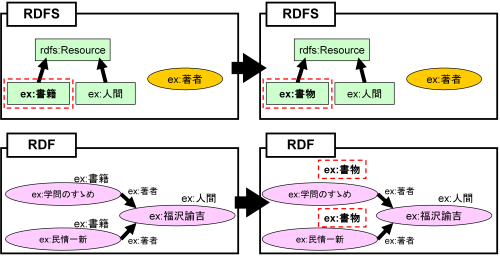 RDFS
rdfs:Resource
ex:書籍
ex:人間
ex:著者
RDFS
rdfs:Resource
ex:書物
ex:人間
ex:著者
RDF
ex:書籍
ex:学問のすゝめ
ex:著者
ex:人間
ex:福沢諭吉
ex:書籍
ex:民情一新
ex:著者
RDF
ex:書物
ex:学問のすゝめ
ex:著者
ex:人間
ex:福沢諭吉
ex:書物
ex:民情一新
ex:著者